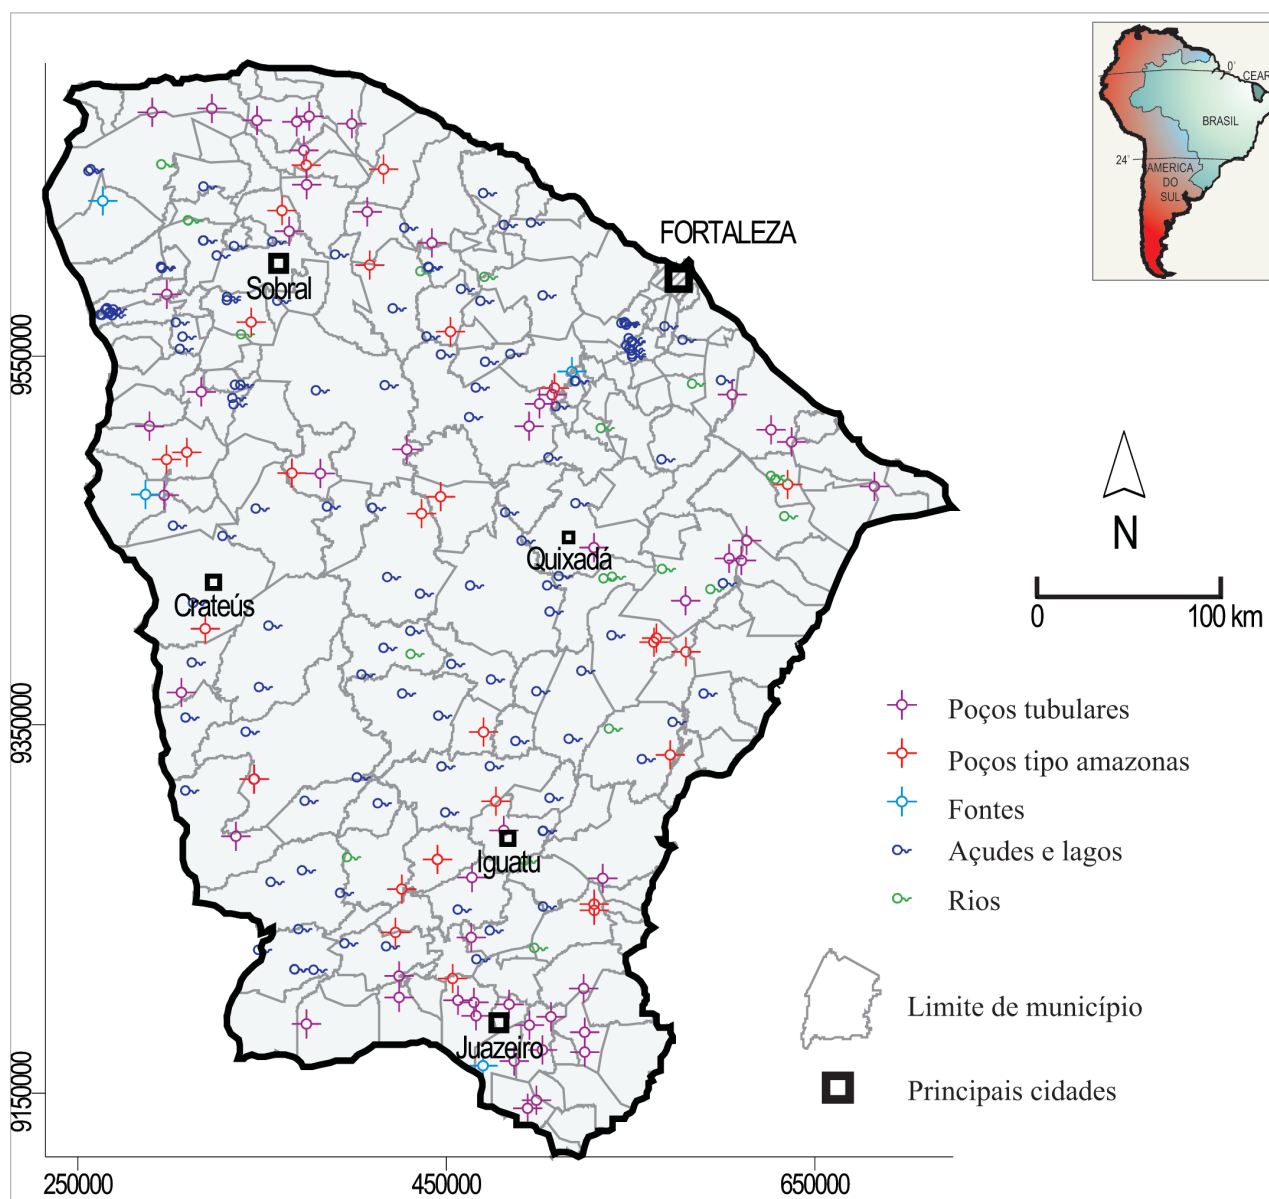 0°
CEAR
BRASIL
24°
AMERICA
DO
SUL
FORTALEZA
Sobral
9550000
N
Quixadá
Crateús
0
100 km
Poços tubulares
9350000
Poços tipo amazonas
Fontes
Açudes e lagos
Iguatu
Rios
Limite de município
Juazeiro
Principais cidades
9150000
250000
450000
650000